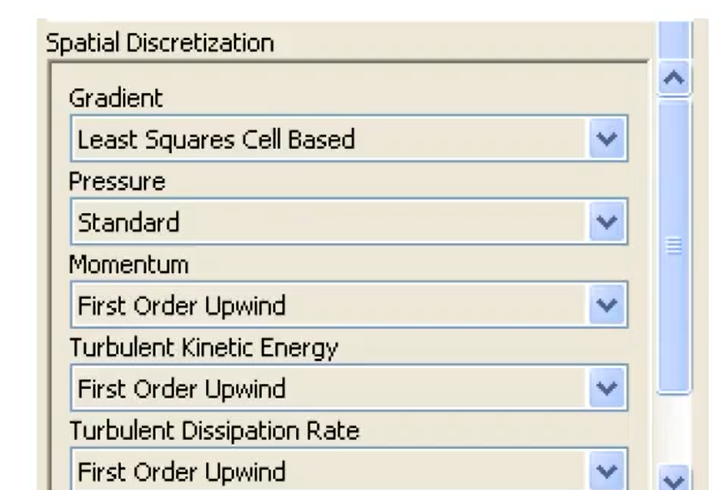 Spatial Discretization
Gradient
Least Squares Cell Based
Pressure
Standard
Momentum
First Order Upwind
Turbulent Kinetic Energy
First Order Upwind
Turbulent Dissipation Rate
First Order Upwind